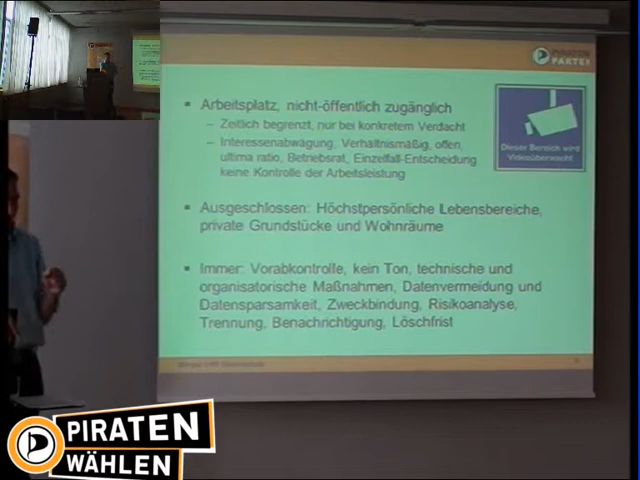 PIRATEN
PARTEI
Arbeitsplatz, nicht-öffentlich zugänglich
– Zeitlich begrenzt, nur bei konkretem Verdacht
– Interessenabwägung, Verhältnismäßig, offen,
ultima ratio, Betriebsrat, Einzelfall-Entscheidung
keine Kontrolle der Arbeitsleistung
Dieser Bereich wird
Videoüberwacht
Ausgeschlossen: Höchstpersönliche Lebensbereiche,
private Grundstücke und Wohnräume
Immer: Vorabkontrolle, kein Ton, technische und
organisatorische Maßnahmen, Datenvermeidung und
Datensparsamkeit, Zweckbindung, Risikoanalyse,
Trennung, Benachrichtigung, Löschfrist
PIRATEN
WÄHLEN